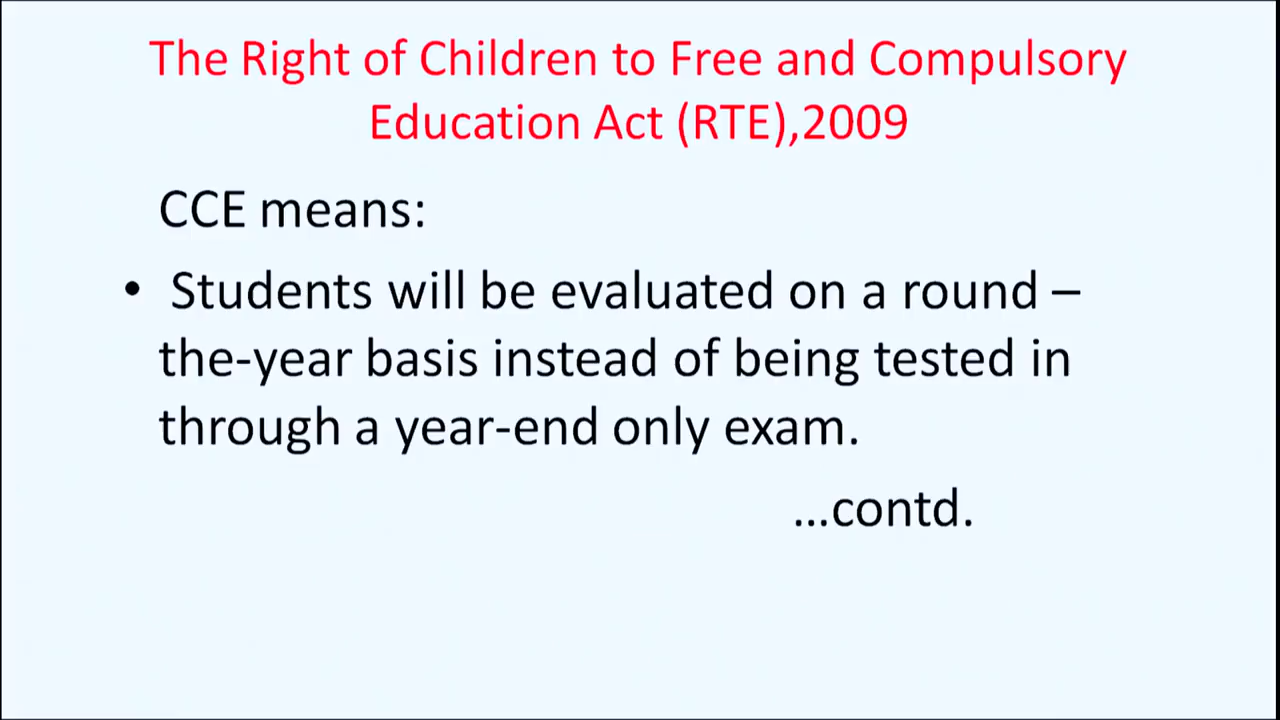 The Right of Children to Free and Compulsory
Education Act (RTE),2009
CCE means:
• Students will be evaluated on a round –
the-year basis instead of being tested in
through a year-end only exam.
...contd.